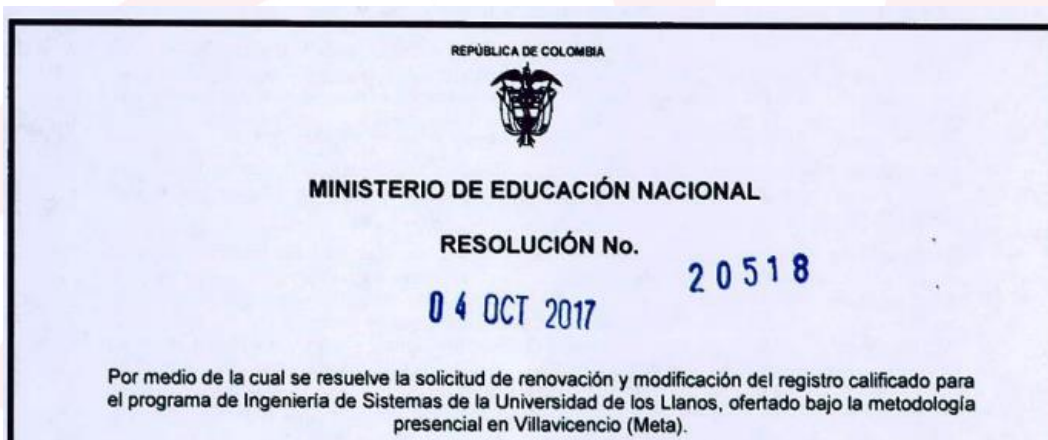 REPÚBLICA DE COLOMBIA
MINISTERIO DE EDUCACIÓN NACIONAL
RESOLUCIÓN No.
20518
04 OCT 2017
Por medio de la cual se resuelve la solicitud de renovación y modificación del registro calificado para
el programa de Ingeniería de Sistemas de la Universidad de los Llanos, ofertado bajo la metodología
presencial en Villavicencio (Meta).